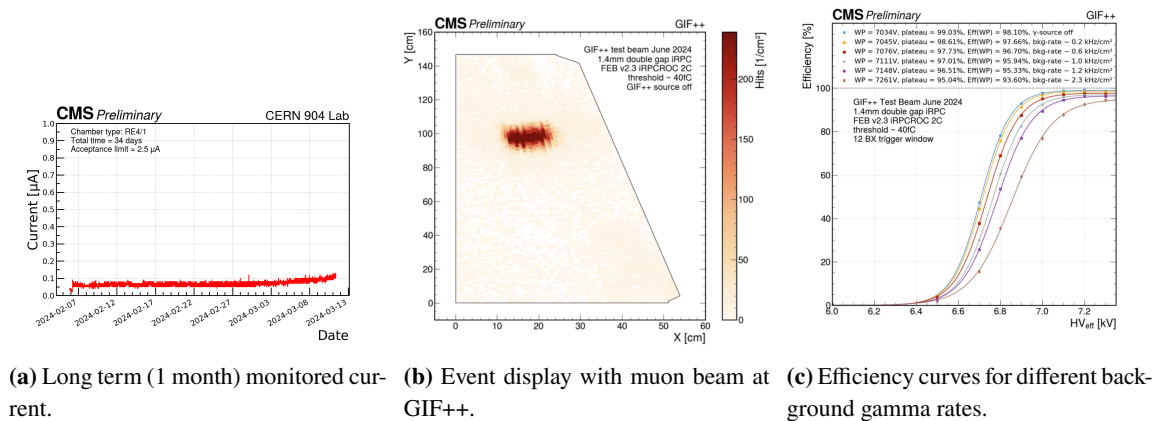 CMS Preliminary
CERN 904 Lab
Chamber type: RE4/1
Total time = 34 days
Acceptance limit = 2.5 μA
Current [μA]
1.0
0.9
0.8
0.7
0.6
0.5
0.4
0.3
0.2
0.1
0.0
2024-02-07
2024-02-12
2024-02-17
2024-02-22
2024-02-27
2024-03-03
2024-03-08
2024-03-13
Date
(a) Long term (1 month) monitored cur-
rent.
CMS Preliminary
GIF++
GIF++ test beam June 2024
1.4mm double gap iRPC
FEB v2.3 iRPCROC 2C
threshold ~ 40fC
GIF++ source off
Y [cm]
160
140
120
100
80
60
40
20
0
0
10
20
30
40
50
60
X [cm]
Hits [1/cm²]
200
150
100
50
0
(b) Event display with muon beam at
GIF++.
CMS Preliminary
GIF++
WP = 7034V, plateau = 99.03%, Eff(WP) = 98.10%, γ-source off
WP = 7045V, plateau = 98.61%, Eff(WP) = 97.66%, bkg-rate ~ 0.2 kHz/cm²
WP = 7076V, plateau = 97.73%, Eff(WP) = 96.70%, bkg-rate ~ 0.6 kHz/cm²
WP = 7111V, plateau = 97.01%, Eff(WP) = 95.94%, bkg-rate ~ 1.0 kHz/cm²
WP = 7148V, plateau = 96.51%, Eff(WP) = 95.33%, bkg-rate ~ 1.2 kHz/cm²
WP = 7261V, plateau = 95.04%, Eff(WP) = 93.60%, bkg-rate ~ 2.3 kHz/cm²
GIF++ Test Beam June 2024
1.4mm double gap iRPC
FEB v2.3 iRPCROC 2C
threshold ~ 40fC
12 BX trigger window
Efficiency [%]
100
80
60
40
20
0
6.0
6.2
6.4
6.6
6.8
7.0
7.2
HVeff [kV]
(c) Efficiency curves for different back-
ground gamma rates.